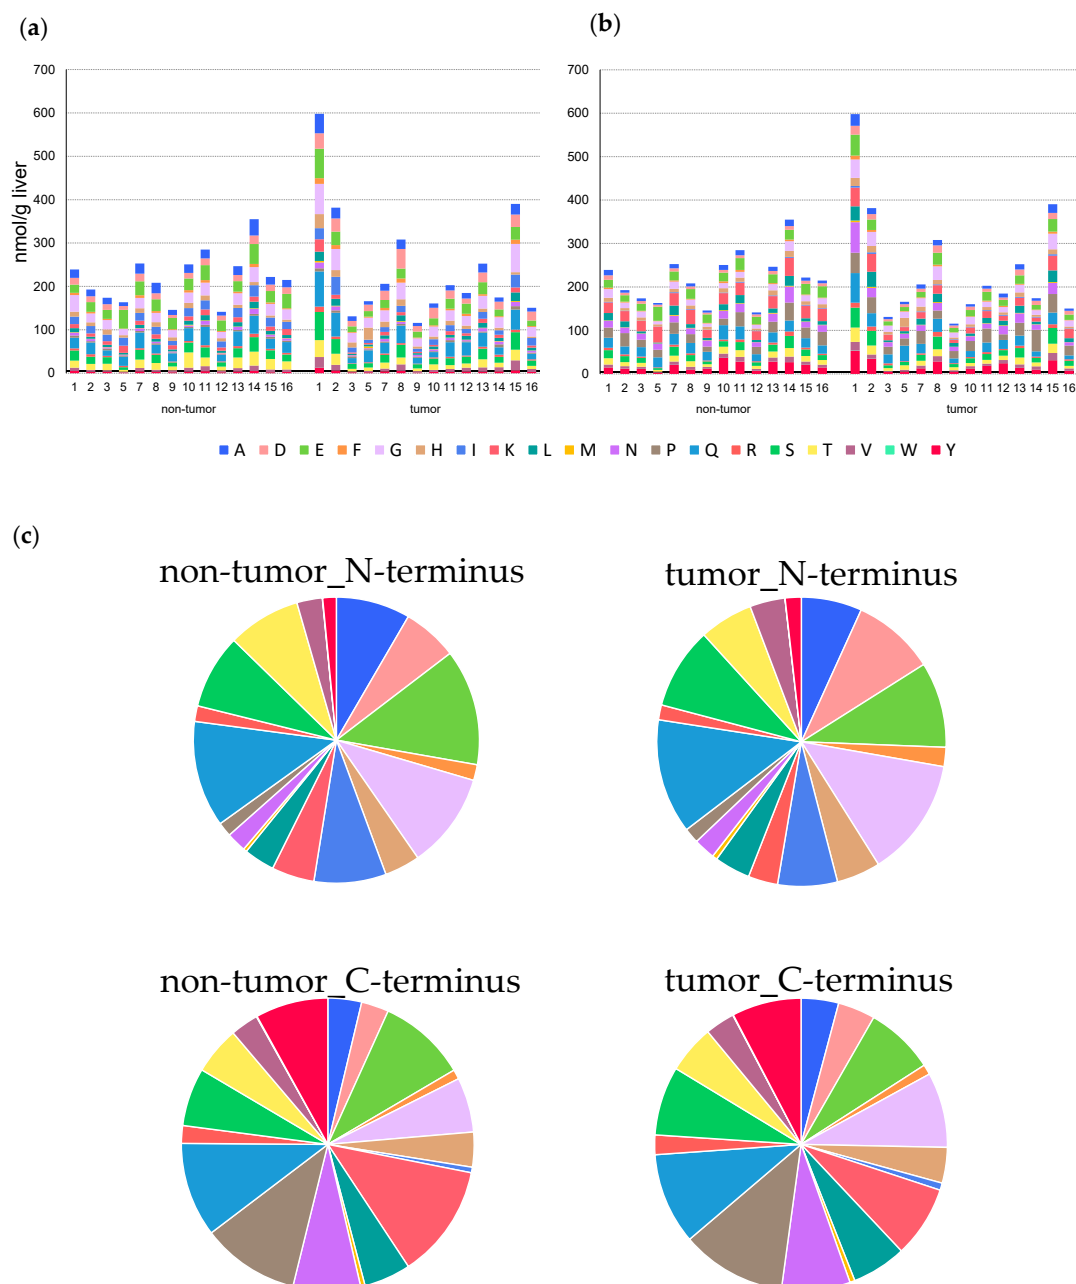 (a)
(b)
700 600 500 400 300 200 100 0
nmol/g liver
1 2 3 5 7 8 9 10 11 12 13 14 15 16 1 2 3 5 6 8 9 10 11 12 13 14 15 16
non-tumor tumor
700 600 500 400 300 200 100 0
1 2 3 5 7 8 9 10 11 12 13 14 15 16 1 2 3 5 7 8 9 10 11 12 13 14 15 16
non-tumor tumor
A D E F G H I K L M N P Q R S T V W Y
(c)
non-tumor_N-terminus
tumor_N-terminus
non-tumor_C-terminus
tumor_C-terminus